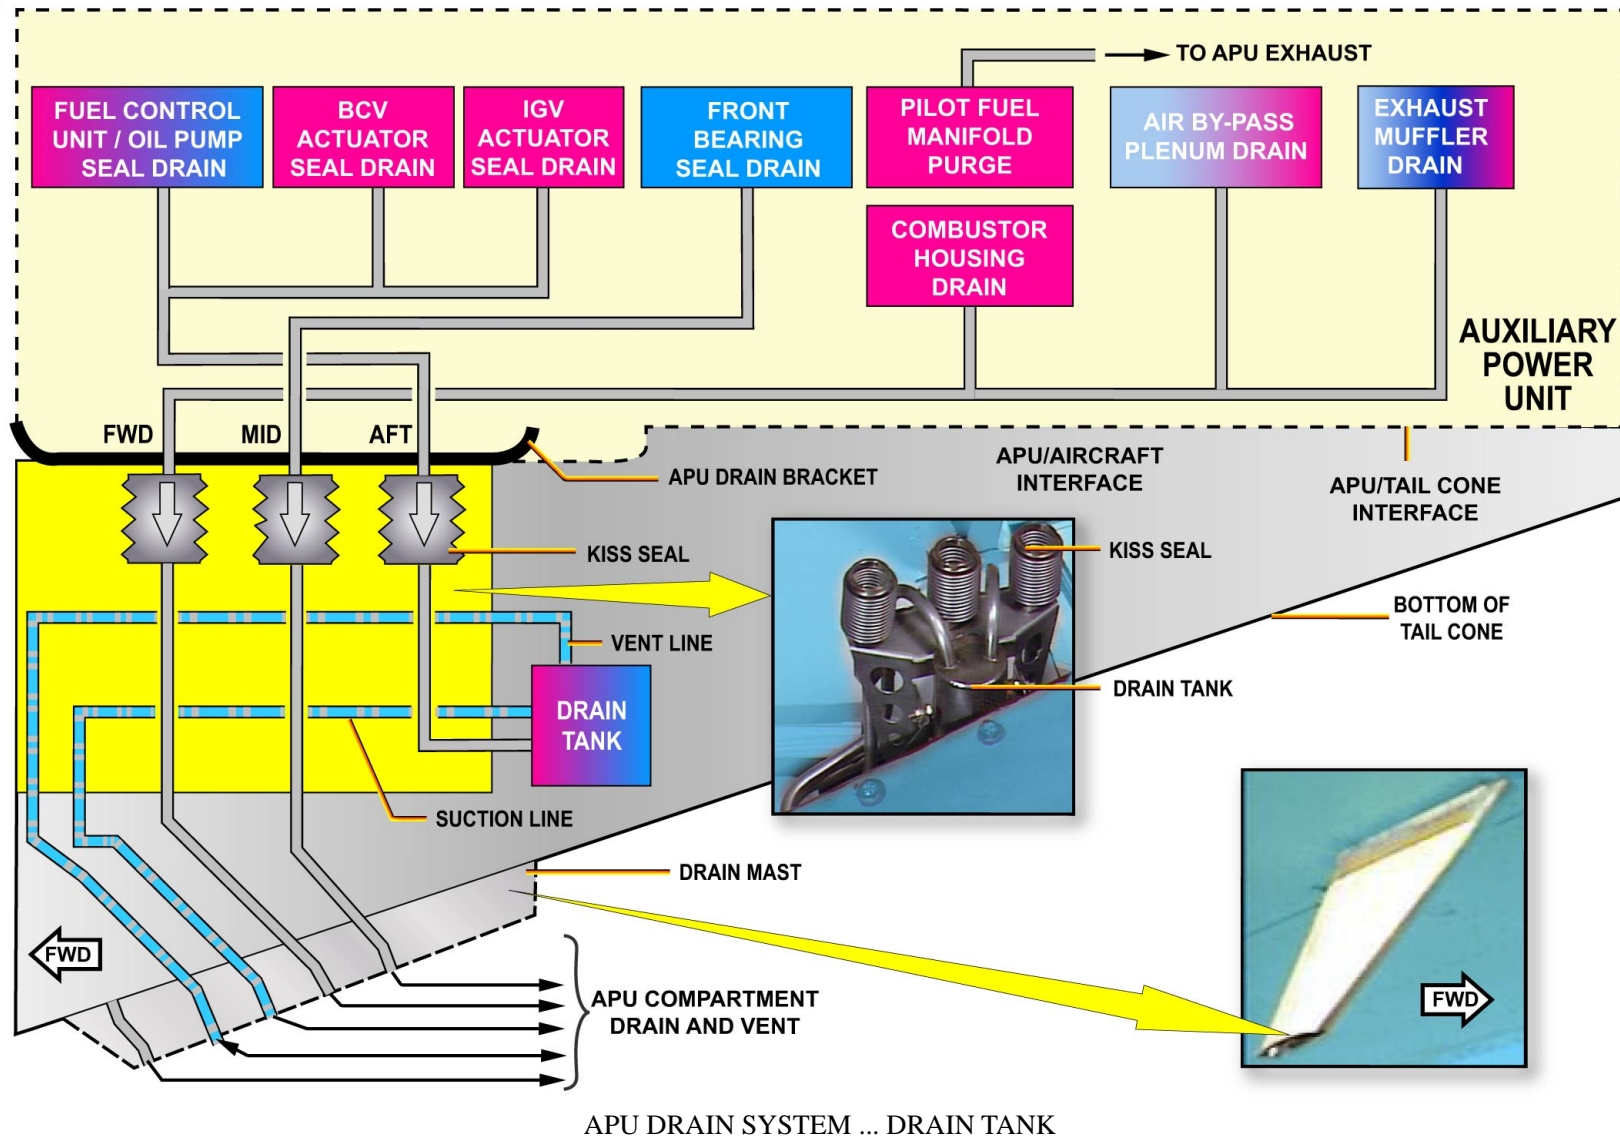 TO APU EXHAUST
FUEL CONTROL
UNIT / OIL PUMP
SEAL DRAIN
BCV
ACTUATOR
SEAL DRAIN
IGV
ACTUATOR
SEAL DRAIN
FRONT
BEARING
SEAL DRAIN
PILOT FUEL
MANIFOLD
PURGE
AIR BY-PASS
PLENUM DRAIN
EXHAUST
MUFFLER
DRAIN
COMBUSTOR
HOUSING
DRAIN
AUXILIARY
POWER
UNIT
FWD
MID
AFT
APU DRAIN BRACKET
APU/AIRCRAFT
INTERFACE
APU/TAIL CONE
INTERFACE
KISS SEAL
KISS SEAL
BOTTOM OF
TAIL CONE
VENT LINE
DRAIN TANK
DRAIN
TANK
SUCTION LINE
DRAIN MAST
FWD
APU COMPARTMENT
DRAIN AND VENT
FWD
APU DRAIN SYSTEM ... DRAIN TANK